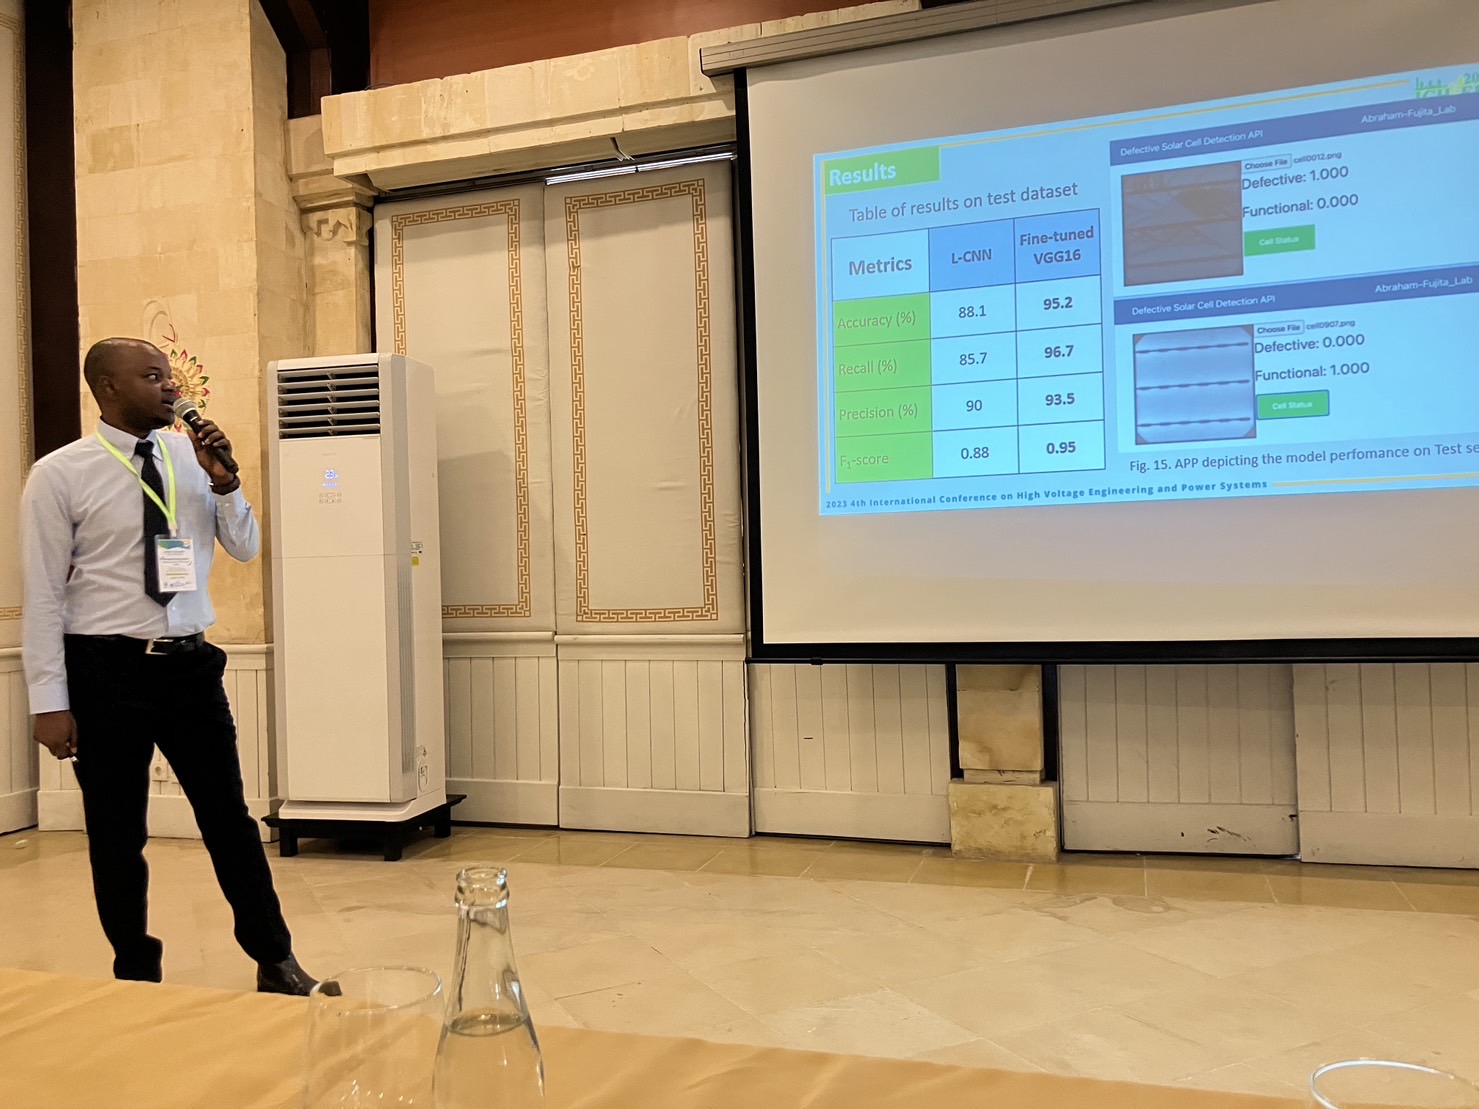 Results
Table of results on test dataset
Metrics L-CNN Fine-tuned VGG16
Accuracy (%) 88.1 95.2
Recall (%) 85.7 96.7
Precision (%) 90 93.5
F₁-score 0.88 0.95
Defective Solar Cell Detection API Abraham-Fujita_Lab
Choose File cell0012.png
Defective: 1.000
Functional: 0.000
Cell Status
Defective Solar Cell Detection API Abraham-Fujita_Lab
Choose File cell0907.png
Defective: 0.000
Functional: 1.000
Cell Status
Fig. 15. APP depicting the model perfomance on Test se
2023 4th International Conference on High Voltage Engineering and Power Systems